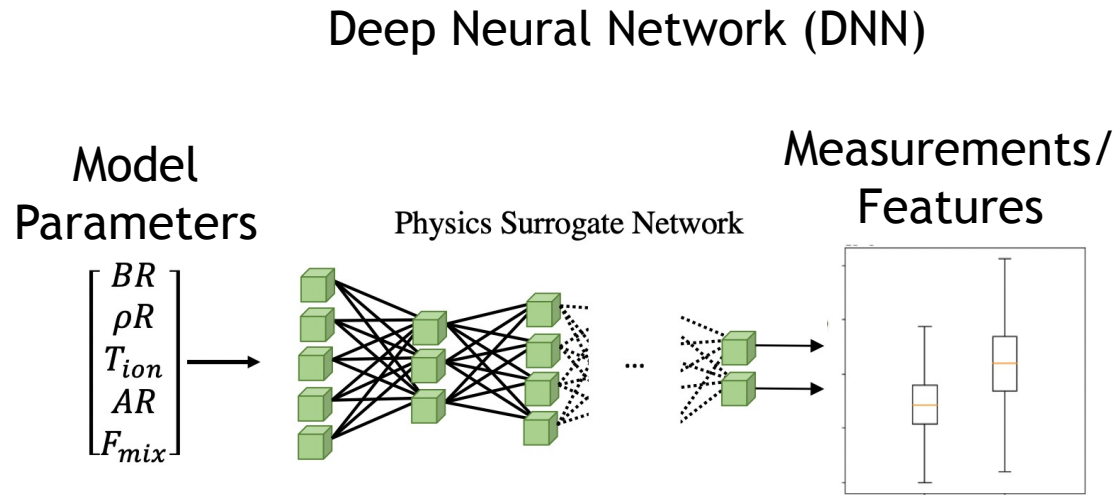 Deep Neural Network (DNN)
Model
Parameters
Measurements/
Features
Physics Surrogate Network
BR
ρR
T_ion
AR
F_mix
...